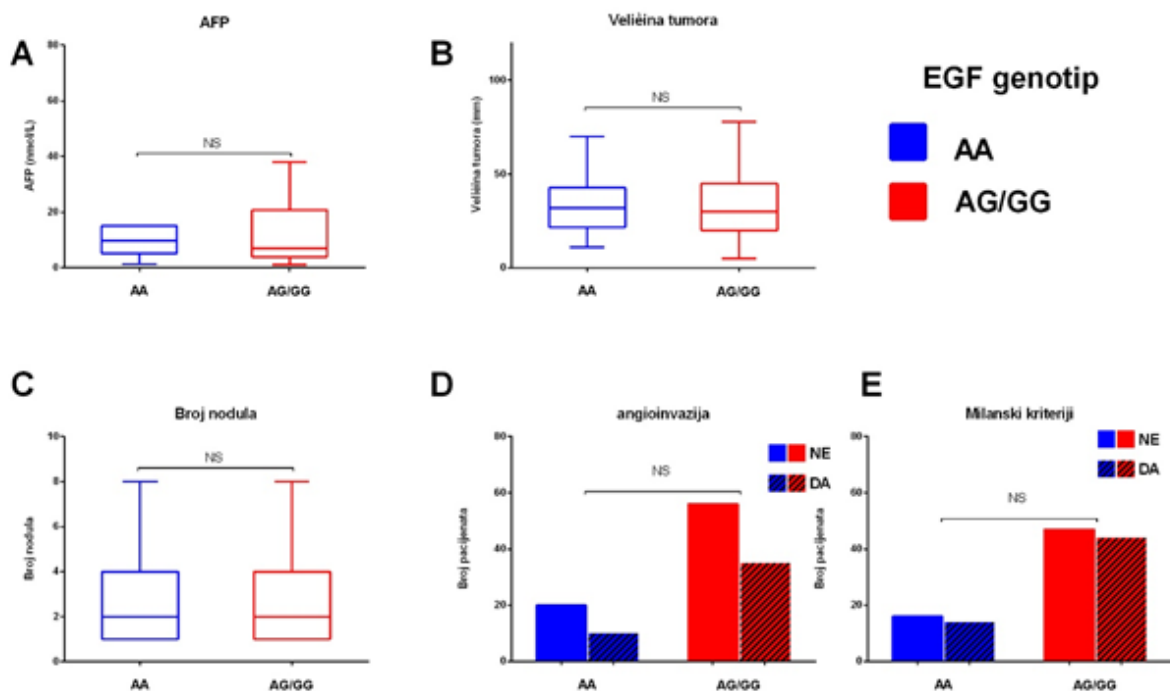 A
AFP
AFP (nmol/L)
80
60
40
20
0
NS
AA
AG/GG
B
Velièina tumora
Velièina tumora (mm)
100
50
0
NS
AA
AG/GG
EGF genotip
AA
AG/GG
C
Broj nodula
Broj nodula
10
8
6
4
2
0
NS
AA
AG/GG
D
angioinvazija
Broj pacijenata
80
60
40
20
0
NS
NE
DA
AA
AG/GG
E
Milanski kriteriji
Broj pacijenata
80
60
40
20
0
NS
NE
DA
AA
AG/GG